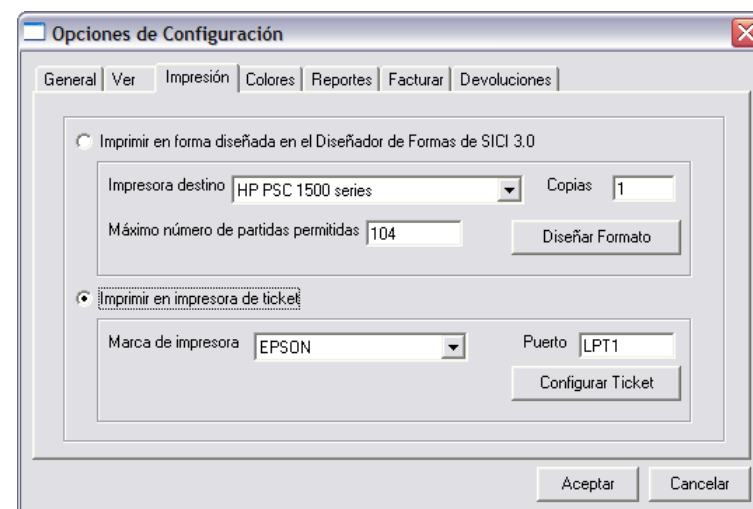 Opciones de Configuración
General Ver Impresión Colores Reportes Facturar Devoluciones
Imprimir en forma diseñada en el Diseñador de Formas de SICI 3.0
Impresora destino HP PSC 1500 series Copias 1
Máximo número de partidas permitidas 104 Diseñar Formato
Imprimir en impresora de ticket
Marca de impresora EPSON Puerto LPT1
Configurar Ticket
Aceptar Cancelar